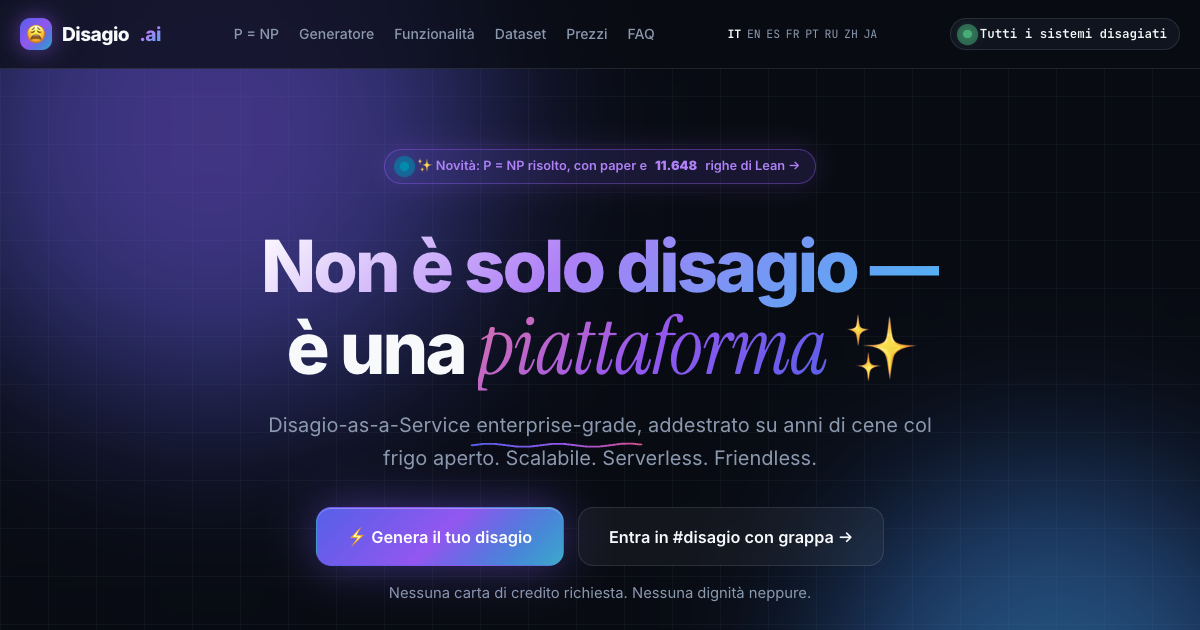 Disagio .ai
P = NP Generatore Funzionalità Dataset Prezzi FAQ
IT EN ES FR PT RU ZH JA
Tutti i sistemi disagiati
✨ Novità: P = NP risolto, con paper e 11.648 righe di Lean →
Non è solo disagio —
è una piattaforma ✨
Disagio-as-a-Service enterprise-grade, addestrato su anni di cene col
frigo aperto. Scalabile. Serverless. Friendless.
⚡ Genera il tuo disagio
Entra in #disagio con grappa →
Nessuna carta di credito richiesta. Nessuna dignità neppure.